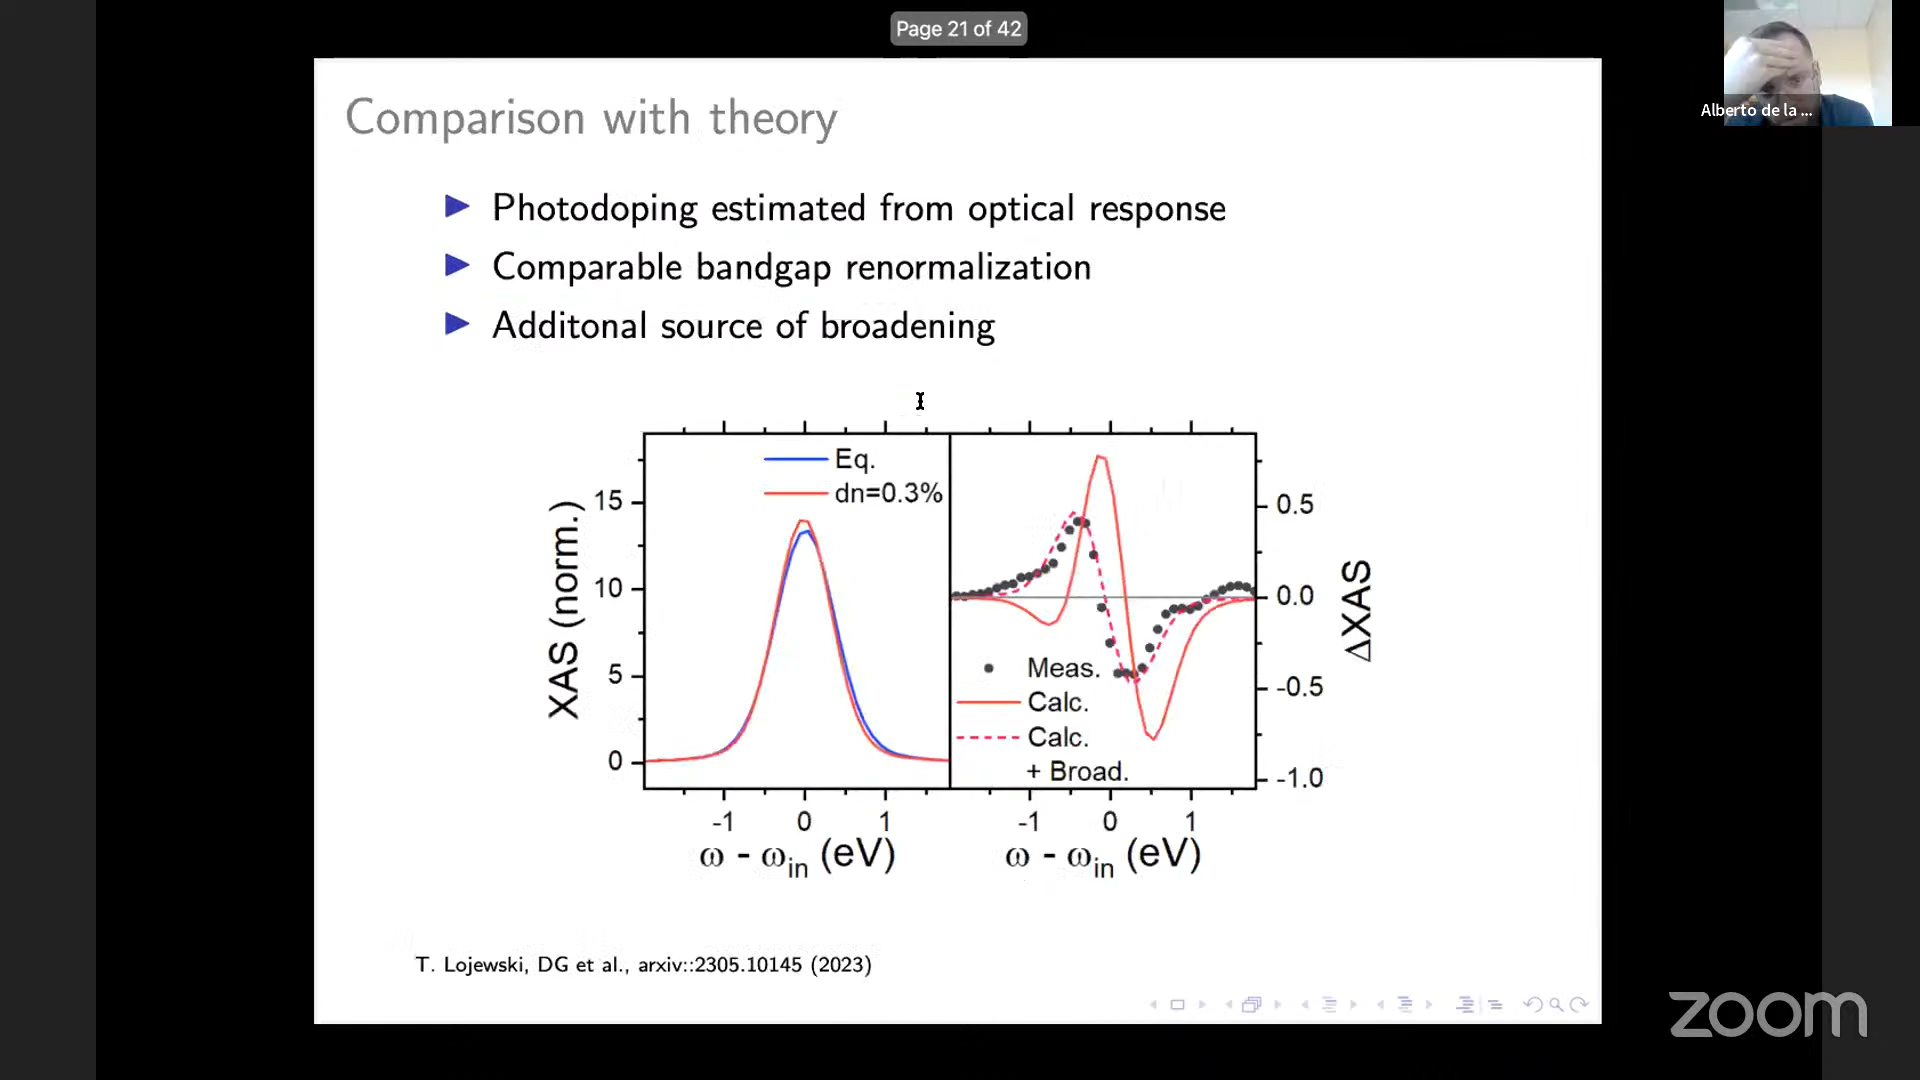 Page 21 of 42
Alberto de la ...
Comparison with theory
Photodoping estimated from optical response
Comparable bandgap renormalization
Additonal source of broadening
Eq.
dn=0.3%
XAS (norm.)
15
10
5
0
-1 0 1
ω - ωin (eV)
Meas.
Calc.
Calc.
+ Broad.
0.5
0.0
-0.5
-1.0
ΔXAS
-1 0 1
ω - ωin (eV)
T. Lojewski, DG et al., arxiv::2305.10145 (2023)
zoom